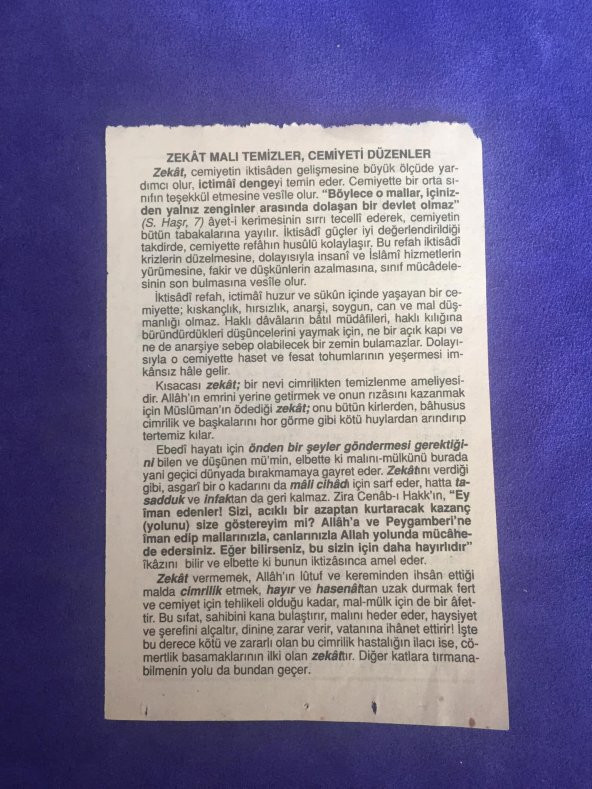 ZEKÂT MALI TEMİZLER, CEMİYETİ DÜZENLER
Zekât, cemiyetin iktisâden gelişmesine büyük ölçüde yar-
dımcı olur, ictimâî dengeyi temin eder. Cemiyette bir orta sı-
nıfın teşekkül etmesine vesîle olur. “Böylece o mallar, içiniz-
den yalnız zenginler arasında dolaşan bir devlet olmaz”
(S. Haşr, 7) âyet-i kerimesinin sırrı tecelli ederek, cemiyetin
bütün tabakalarına yayılır. İktisâdî güçler iyi değerlendirildiği
takdirde, cemiyette refâhın husûlü kolaylaşır. Bu refah iktisâdî
krizlerin düzelmesine, dolayısıyla insanî ve İslâmî hizmetlerin
yürümesine, fakir ve düşkünlerin azalmasına, sınıf mücâdele-
sinin son bulmasına vesîle olur.
İktisâdî refah, ictimâî huzur ve sükûn içinde yaşayan bir ce-
miyette; kıskançlık, hırsızlık, anarşi, soygun, can ve mal düş-
manlığı olmaz. Haklı dâvâların bâtıl müdâfileri, haklı kılığına
büründürdükleri düşüncelerini yaymak için, ne bir açık kapı ve
ne de anarşiye sebep olabilecek bir zemin bulamazlar. Dolayı-
sıyla o cemiyette haset ve fesat tohumlarının yeşermesi im-
kânsız hâle gelir.
Kısacası zekât; bir nevi cimrilikten temizlenme ameliyesi-
dir. Allâh’ın emrini yerine getirmek ve onun rızâsını kazanmak
için Müslüman’ın ödediği zekât; onu bütün kirlerden, bâhusus
cimrilik ve başkalarını hor görme gibi kötü huylardan arındırıp
tertemiz kılar.
Ebedî hayatı için önden bir şeyler göndermesi gerektiği-
ni bilen ve düşünen mü’min, elbette ki malını-mülkünü burada
yani geçici dünyada bırakmamaya gayret eder. Zekâtını verdiği
gibi, asgarî bir o kadarını da mâlî cihâd için sarf eder, hatta ta-
sadduk ve infaktan da geri kalmaz. Zira Cenâb-ı Hakk’ın, “Ey
îman edenler! Sizi, acıklı bir azaptan kurtaracak kazanç
(yolunu) size göstereyim mi? Allâh’a ve Peygamberi’ne
îman edip mallarınızla, canlarınızla Allah yolunda mücâhe-
de edersiniz. Eğer bilirseniz, bu sizin için daha hayırlıdır”
îkâzını bilir ve elbette ki bunun iktizâsınca amel eder.
Zekât vermemek, Allâh’ın lûtuf ve kereminden ihsân ettiği
malda cimrilik etmek, hayır ve hasenâttan uzak durmak fert
ve cemiyet için tehlikeli olduğu kadar, mal-mülk için de bir âfet-
tir. Bu sıfat, sahibini kana bulaştırır, malını heder eder, haysiyet
ve şerefini alçaltır, dinine zarar verir, vatanına ihânet ettirir! İşte
bu derece kötü ve zararlı olan bu cimrilik hastalığın ilacı ise, cö-
mertlik basamaklarının ilki olan zekâttır. Diğer katlara tırmana-
bilmenin yolu da bundan geçer.